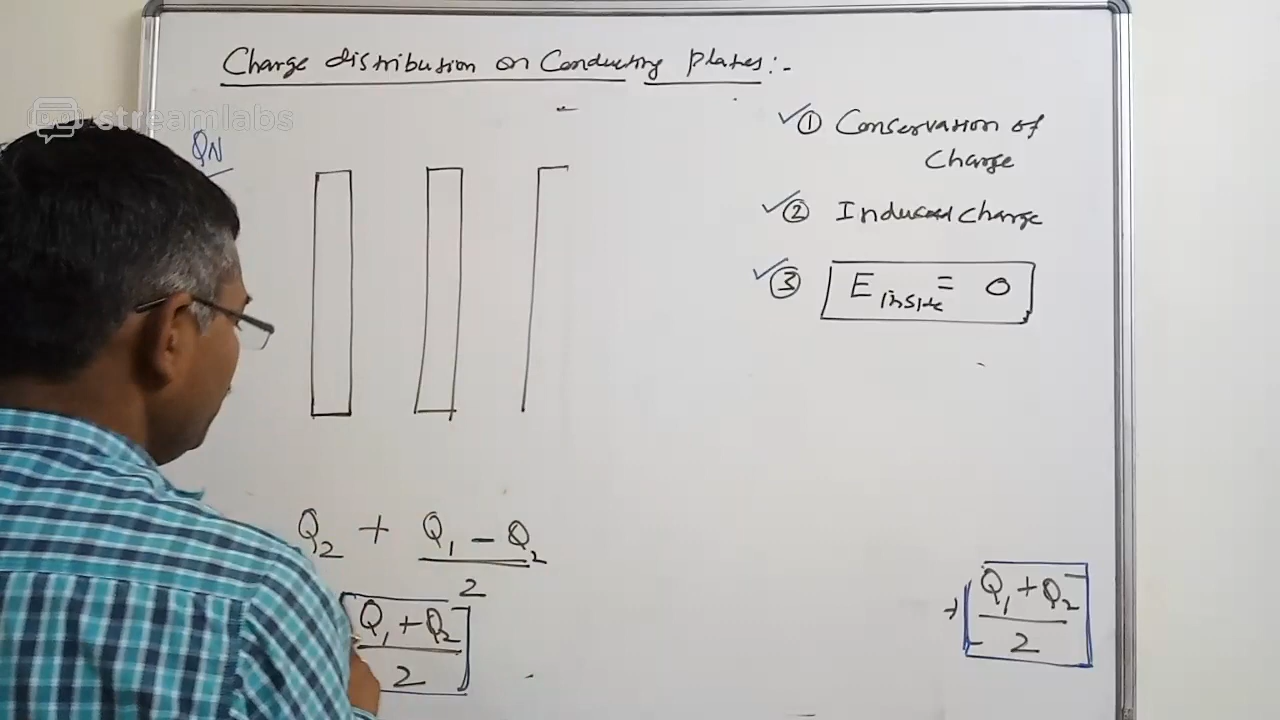 Charge distribution on Conducting plates:-
streamlabs
QN
✓① Conservation of
Charge
✓② Induced charge
✓③ E inside = 0
Q₂ + (Q₁ - Q₂)/2
(Q₁ + Q₂)/2
(Q₁ + Q₂)/2